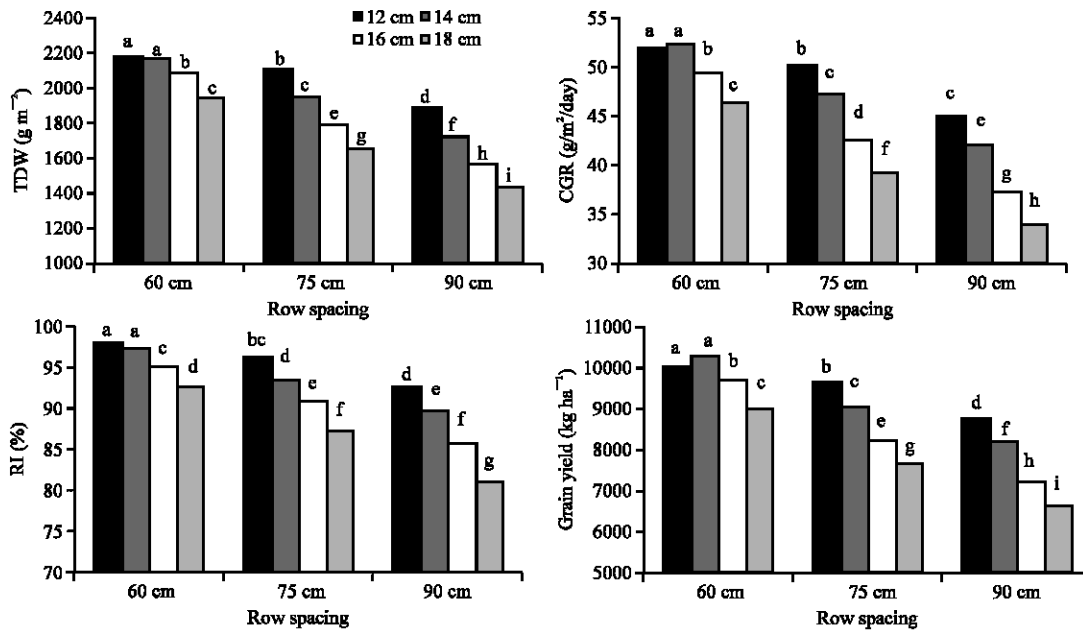 12 cm 14 cm
16 cm 18 cm
TDW (g m⁻²)
2400
2200
2000
1800
1600
1400
1200
1000
a a b c b c e g d f h i
60 cm 75 cm 90 cm
Row spacing
CGR (g/m²/day)
55
50
45
40
35
30
a a b c b c d f c e g h
60 cm 75 cm 90 cm
Row spacing
RI (%)
100
95
90
85
80
75
70
a a c d bc d e f d e f g
60 cm 75 cm 90 cm
Row spacing
Grain yield (kg ha⁻¹)
11000
10000
9000
8000
7000
6000
5000
a a b c b c e g d f h i
60 cm 75 cm 90 cm
Row spacing